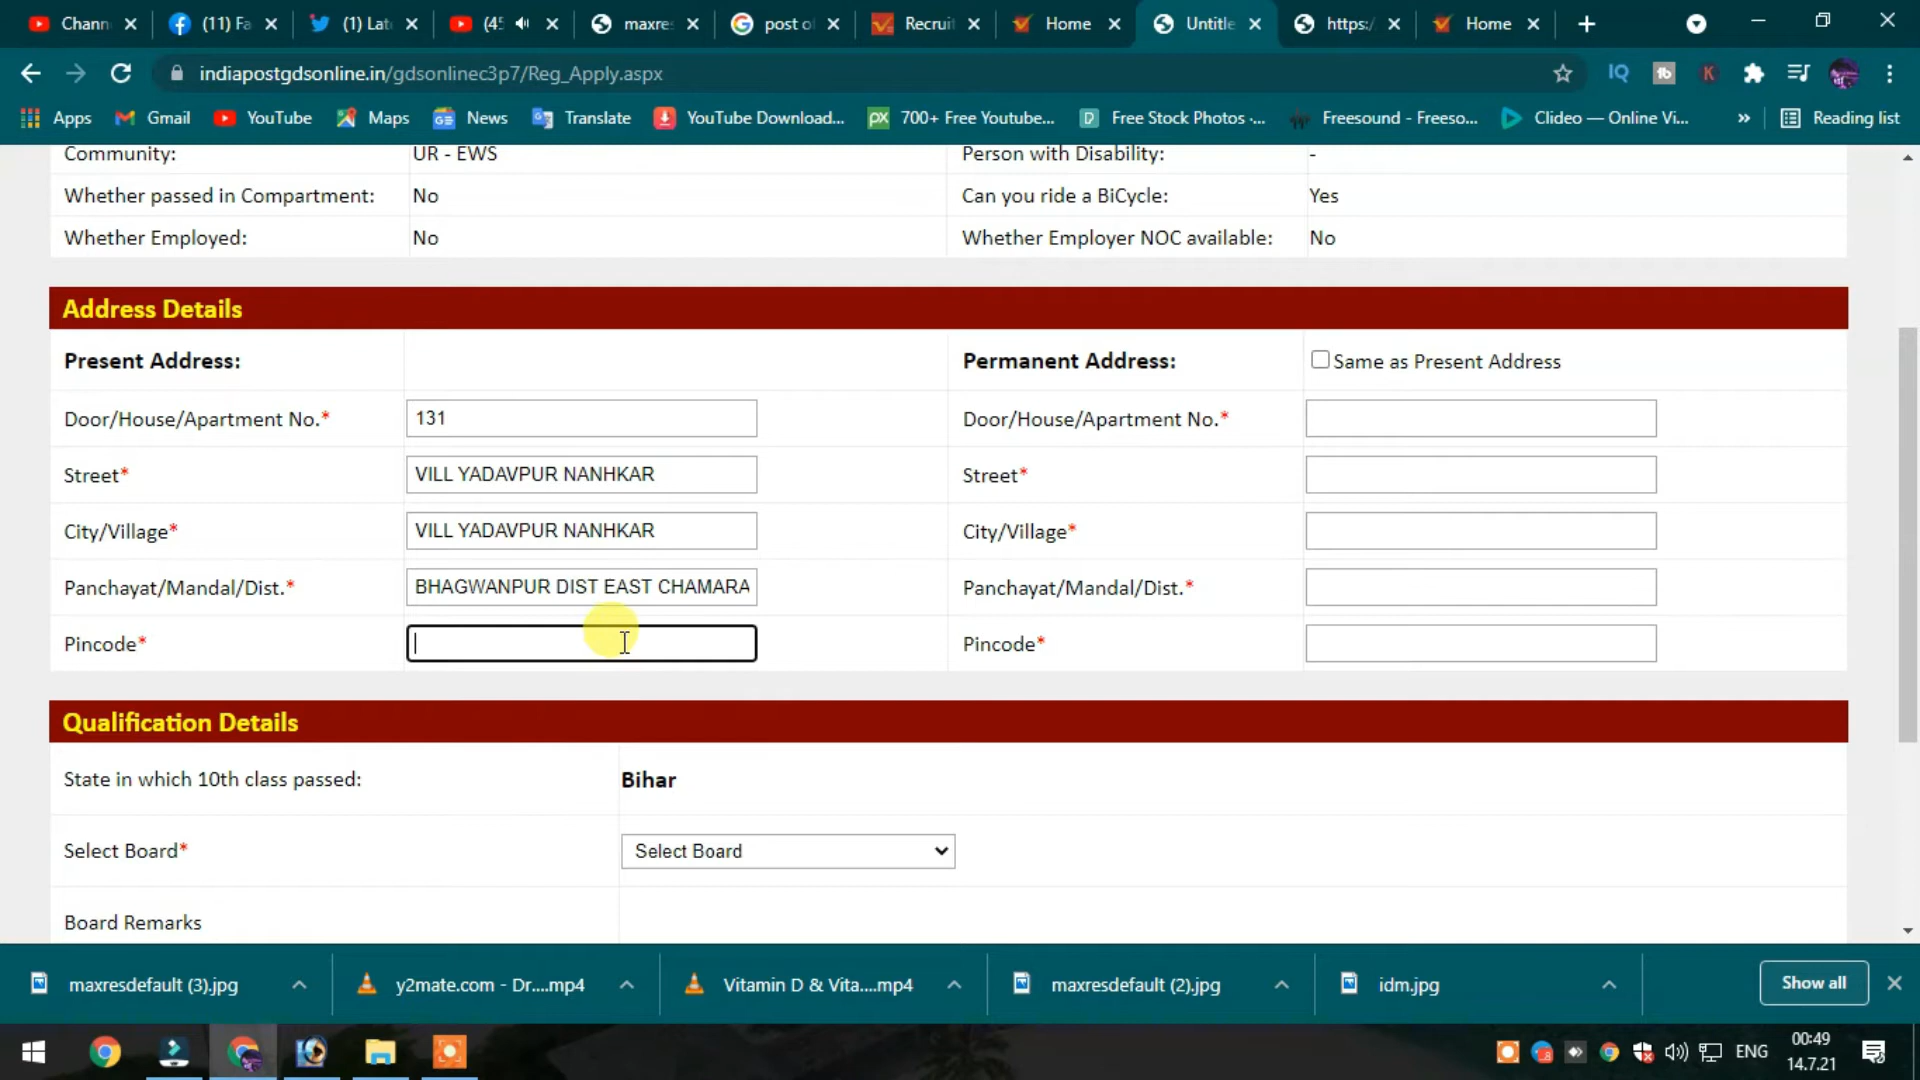 Chann
(11) Fa
(1) Lat
(45
maxre:
post o
Recrui
Home
Untitle
https:/
Home
indiapostgdsonline.in/gdsonlinec3p7/Reg_Apply.aspx
Apps
Gmail
YouTube
Maps
News
Translate
YouTube Download...
700+ Free Youtube...
Free Stock Photos ·...
Freesound - Freeso...
Clideo — Online Vi...
»
Reading list
Community: UR - EWS Person with Disability: -
Whether passed in Compartment: No Can you ride a BiCycle: Yes
Whether Employed: No Whether Employer NOC available: No
Address Details
Present Address: Permanent Address: Same as Present Address
Door/House/Apartment No.* 131 Door/House/Apartment No.*
Street* VILL YADAVPUR NANHKAR Street*
City/Village* VILL YADAVPUR NANHKAR City/Village*
Panchayat/Mandal/Dist.* BHAGWANPUR DIST EAST CHAMARA Panchayat/Mandal/Dist.*
Pincode* Pincode*
Qualification Details
State in which 10th class passed: Bihar
Select Board* Select Board
Board Remarks
maxresdefault (3).jpg
y2mate.com - Dr....mp4
Vitamin D & Vita....mp4
maxresdefault (2).jpg
idm.jpg
Show all
ENG
00:49
14.7.21